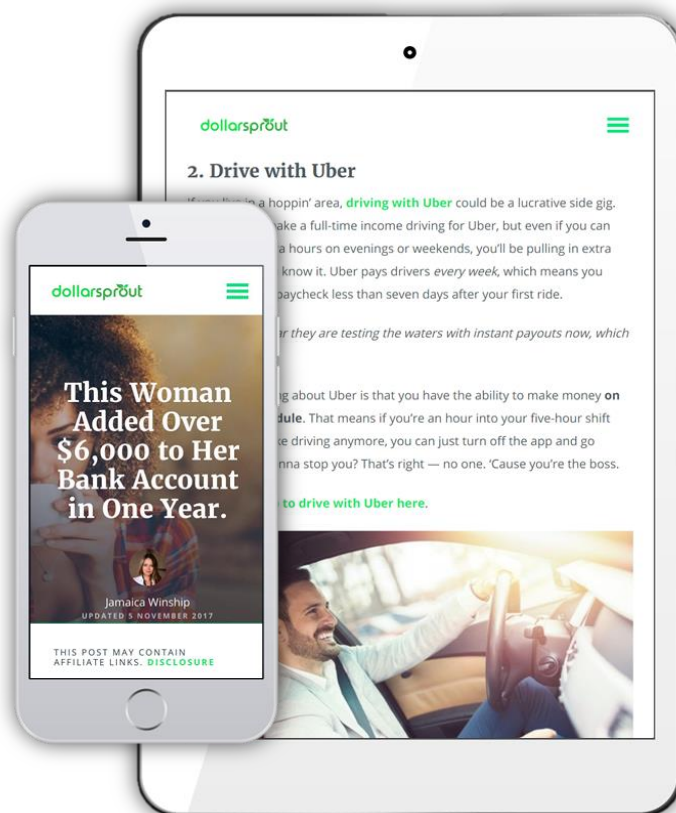 dollarsprout
2. Drive with Uber
in a hoppin' area, driving with Uber could be a lucrative side gig.
a full-time income driving for Uber, but even if you can
hours on evenings or weekends, you'll be pulling in extra
know it. Uber pays drivers every week, which means you
paycheck less than seven days after your first ride.
they are testing the waters with instant payouts now, which
about Uber is that you have the ability to make money on
. That means if you're an hour into your five-hour shift
driving anymore, you can just turn off the app and go
stop you? That's right — no one. 'Cause you're the boss.
to drive with Uber here.
dollarsprout
This Woman
Added Over
$6,000 to Her
Bank Account
in One Year.
Jamaica Winship
UPDATED 5 NOVEMBER 2017
THIS POST MAY CONTAIN
AFFILIATE LINKS. DISCLOSURE